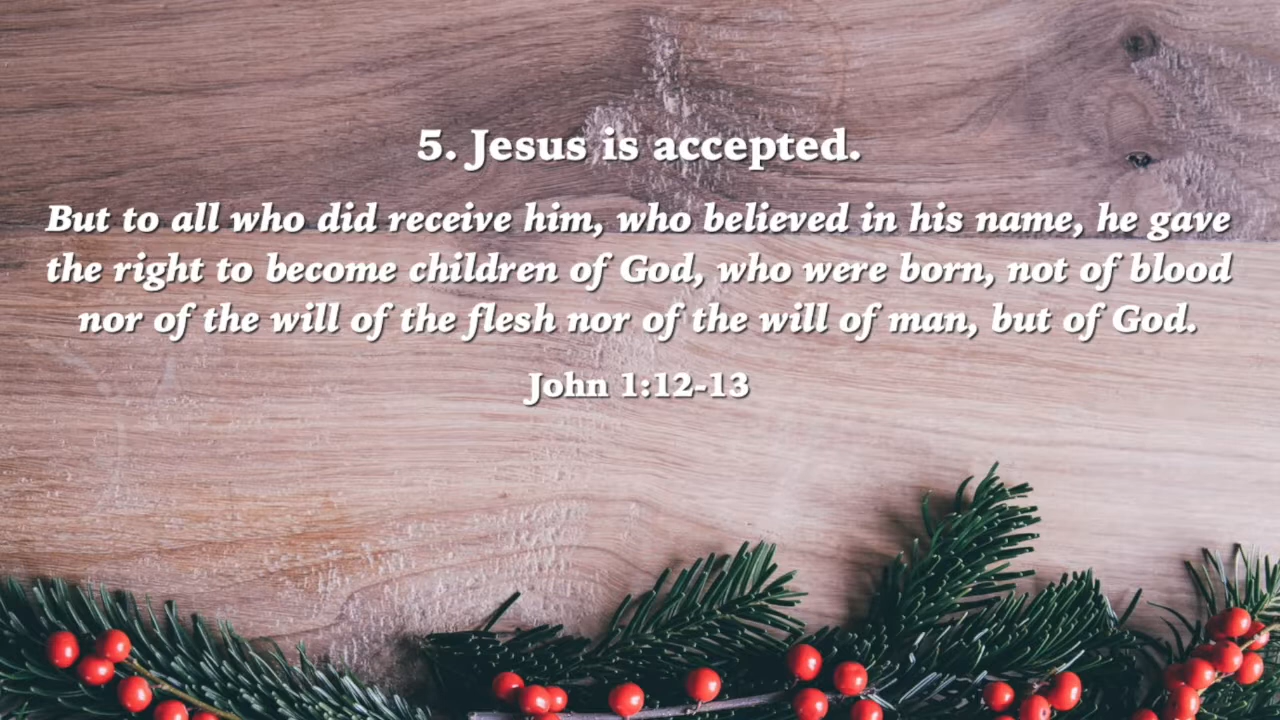 5. Jesus is accepted.
But to all who did receive him, who believed in his name, he gave
the right to become children of God, who were born, not of blood
nor of the will of the flesh nor of the will of man, but of God.
John 1:12-13